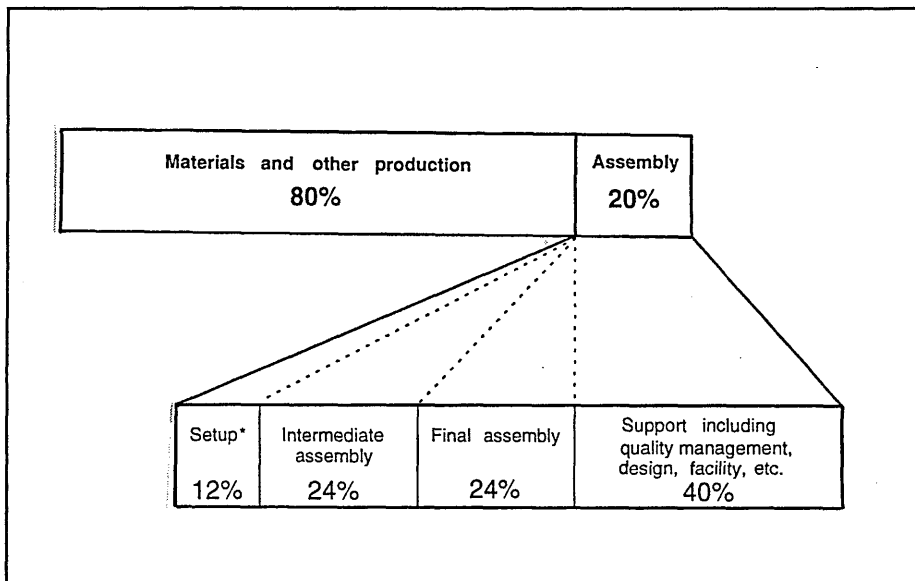 Materials and other production
80%
Assembly
20%
Setup*
12%
Intermediate
assembly
24%
Final assembly
24%
Support including
quality management,
design, facility, etc.
40%